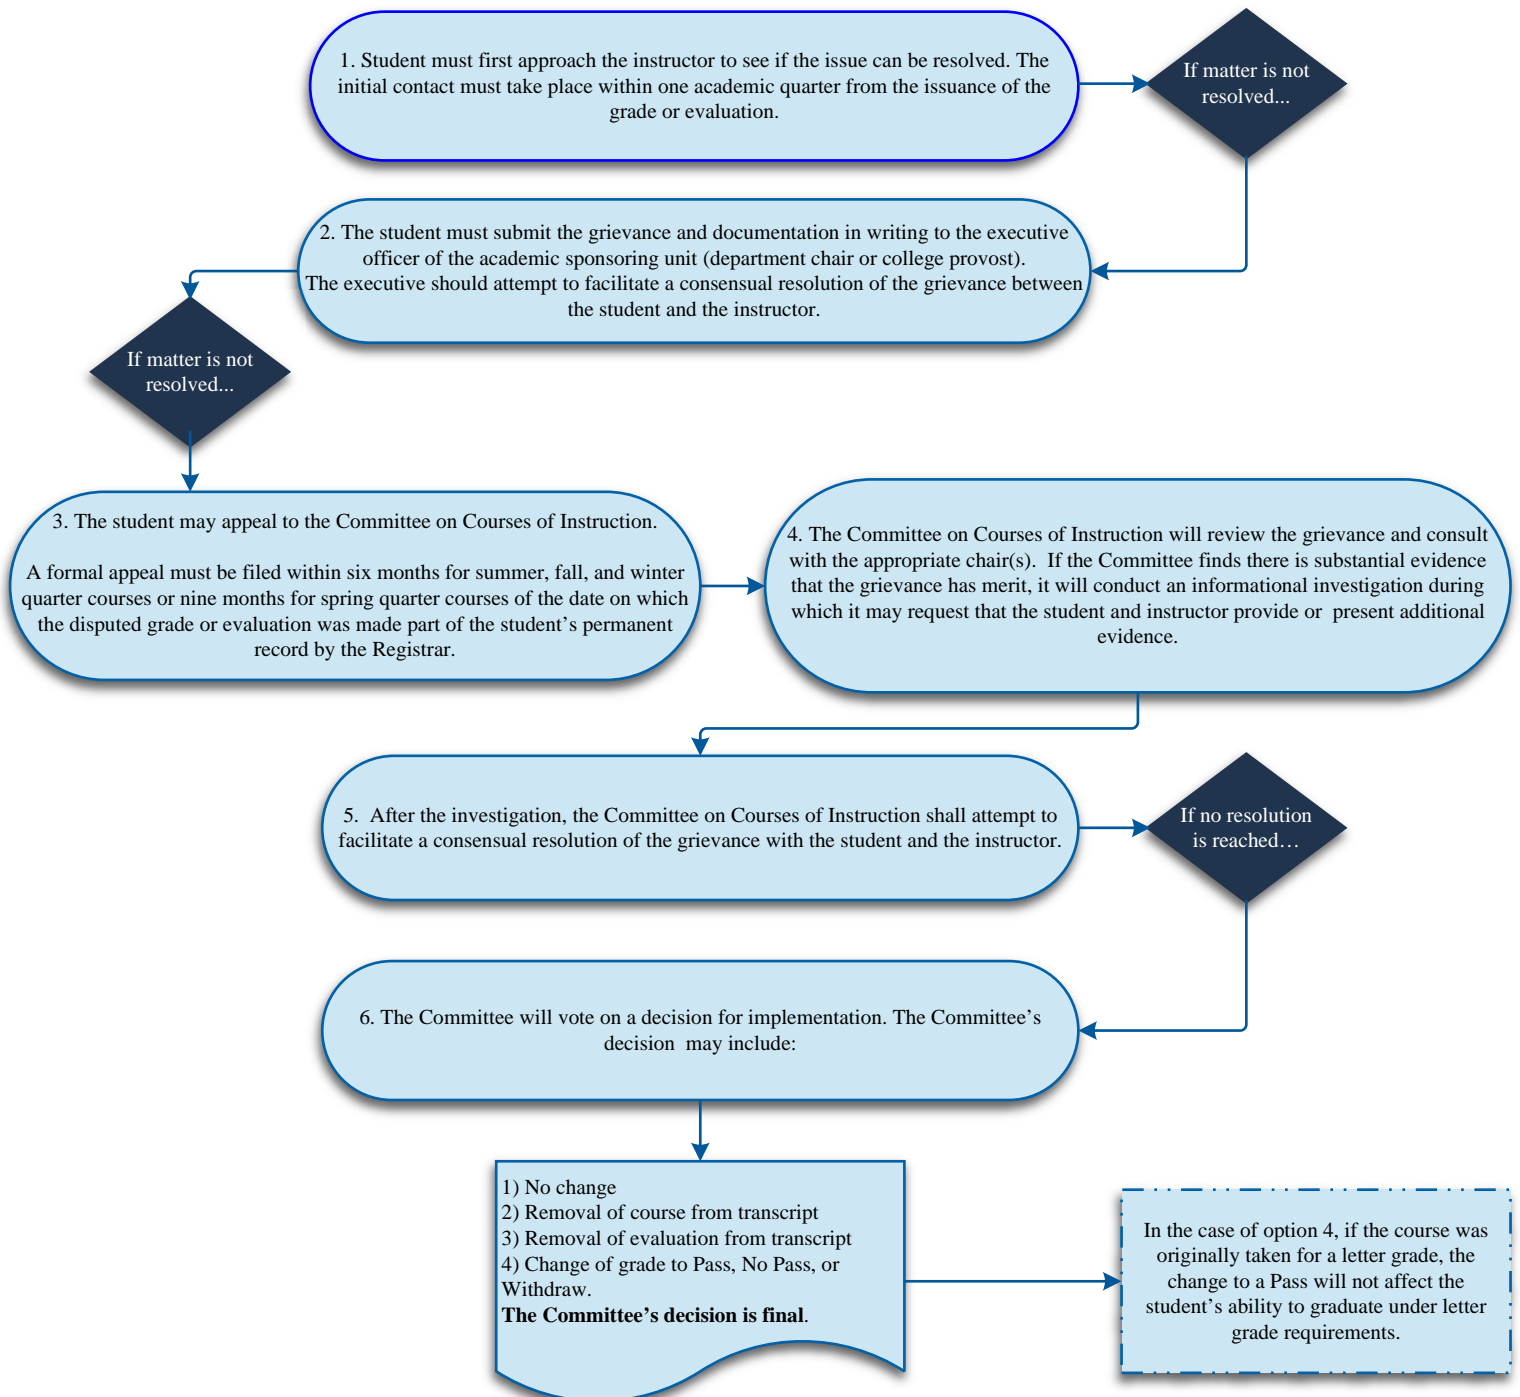 1. Student must first approach the instructor to see if the issue can be resolved. The
initial contact must take place within one academic quarter from the issuance of the
grade or evaluation.
If matter is not
resolved...
2. The student must submit the grievance and documentation in writing to the executive
officer of the academic sponsoring unit (department chair or college provost).
The executive should attempt to facilitate a consensual resolution of the grievance between
the student and the instructor.
If matter is not
resolved...
3. The student may appeal to the Committee on Courses of Instruction.
A formal appeal must be filed within six months for summer, fall, and winter
quarter courses or nine months for spring quarter courses of the date on which
the disputed grade or evaluation was made part of the student’s permanent
record by the Registrar.
4. The Committee on Courses of Instruction will review the grievance and consult
with the appropriate chair(s).  If the Committee finds there is substantial evidence
that the grievance has merit, it will conduct an informational investigation during
which it may request that the student and instructor provide or  present additional
evidence.
5.  After the investigation, the Committee on Courses of Instruction shall attempt to
facilitate a consensual resolution of the grievance with the student and the instructor.
If no resolution
is reached…
6. The Committee will vote on a decision for implementation. The Committee’s
decision  may include:
1) No change
2) Removal of course from transcript
3) Removal of evaluation from transcript
4) Change of grade to Pass, No Pass, or
Withdraw.
The Committee’s decision is final.
In the case of option 4, if the course was
originally taken for a letter grade, the
change to a Pass will not affect the
student’s ability to graduate under letter
grade requirements.